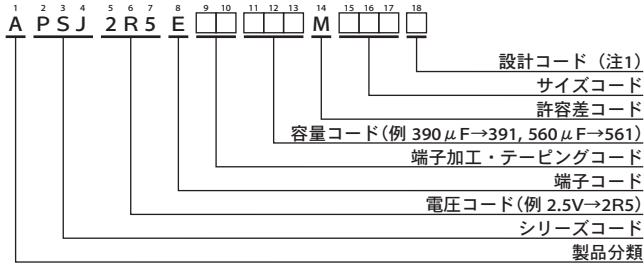 1 2 3 4 5 6 7 8 9 10 11 12 13 14 15 16 17 18
A PSJ 2R5 E □□ □□□ M □□□ □
設計コード（注1）
サイズコード
許容差コード
容量コード（例 390μF→391, 560μF→561）
端子加工・テーピングコード
端子コード
電圧コード（例 2.5V→2R5）
シリーズコード
製品分類